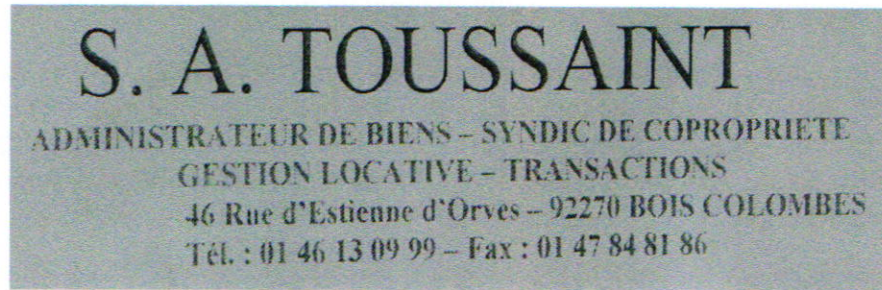 S. A. TOUSSAINT
ADMINISTRATEUR DE BIENS – SYNDIC DE COPROPRIETE
GESTION LOCATIVE – TRANSACTIONS
46 Rue d'Estienne d'Orves – 92270 BOIS COLOMBES
Tél. : 01 46 13 09 99 – Fax : 01 47 84 81 86